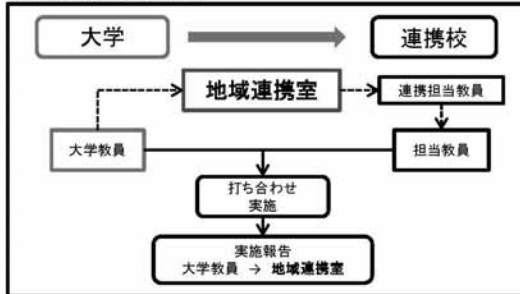 大学
連携校
地域連携室
連携担当教員
大学教員
担当教員
打ち合わせ
実施
実施報告
大学教員 → 地域連携室